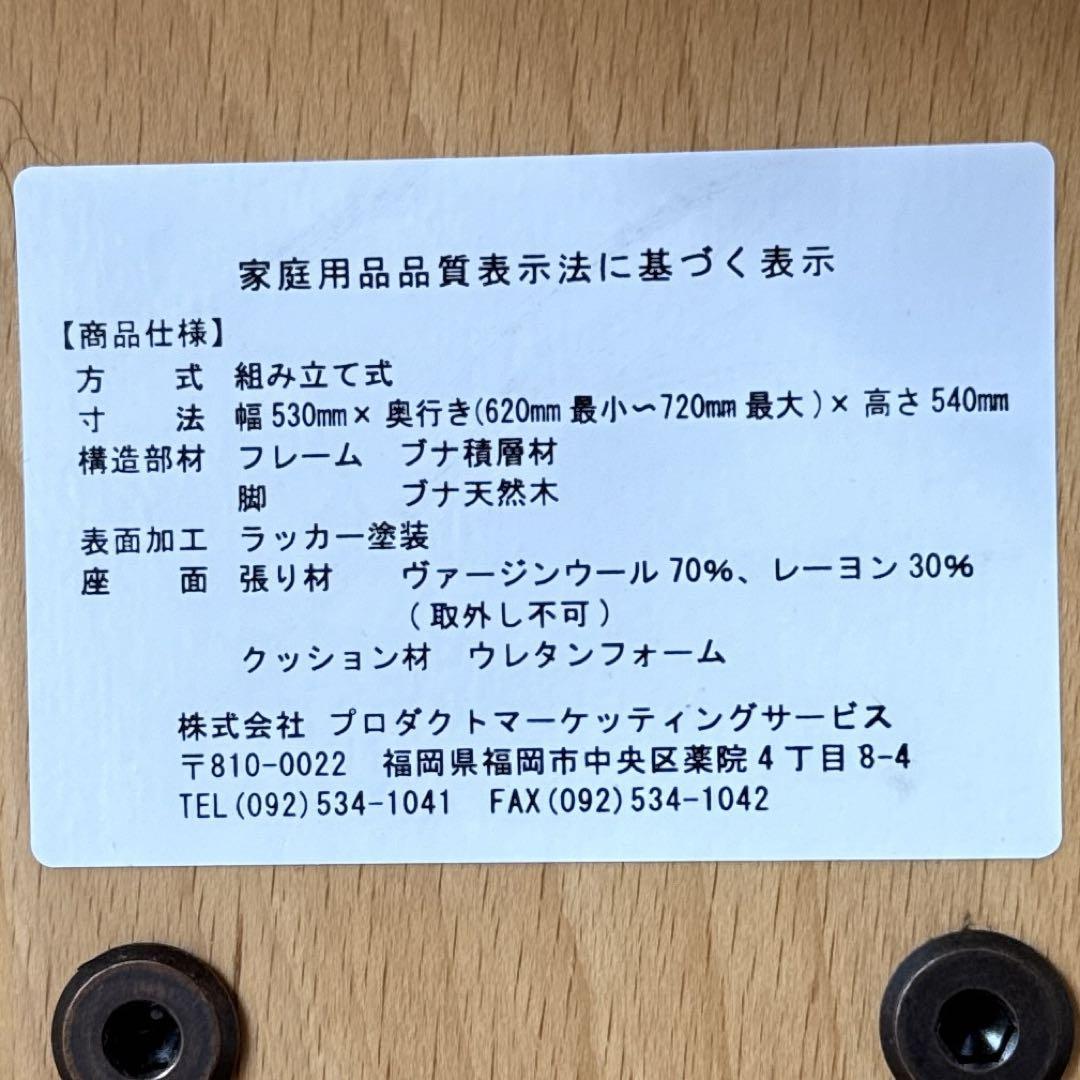 家庭用品品質表示法に基づく表示
【商品仕様】
方 式 組み立て式
寸 法 幅530mm×奥行き(620mm最小〜720mm最大)×高さ540mm
構造部材 フレーム ブナ積層材
脚 ブナ天然木
表面加工 ラッカー塗装
座 面 張り材 ヴァージンウール70%、レーヨン30%
(取外し不可)
クッション材 ウレタンフォーム
株式会社 プロダクトマーケッティングサービス
〒810-0022 福岡県福岡市中央区薬院4丁目8-4
TEL(092)534-1041 FAX(092)534-1042